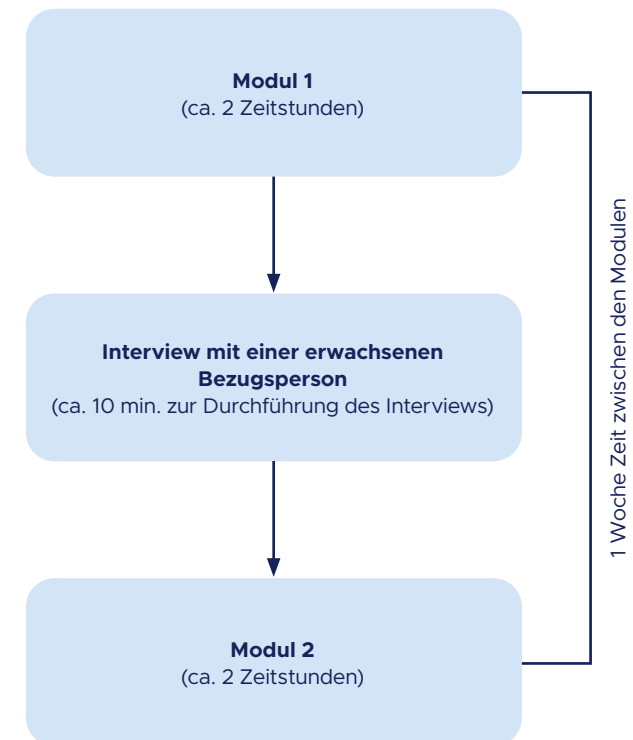 Modul 1
(ca. 2 Zeitstunden)
Interview mit einer erwachsenen
Bezugsperson
(ca. 10 min. zur Durchführung des Interviews)
Modul 2
(ca. 2 Zeitstunden)
1 Woche Zeit zwischen den Modulen